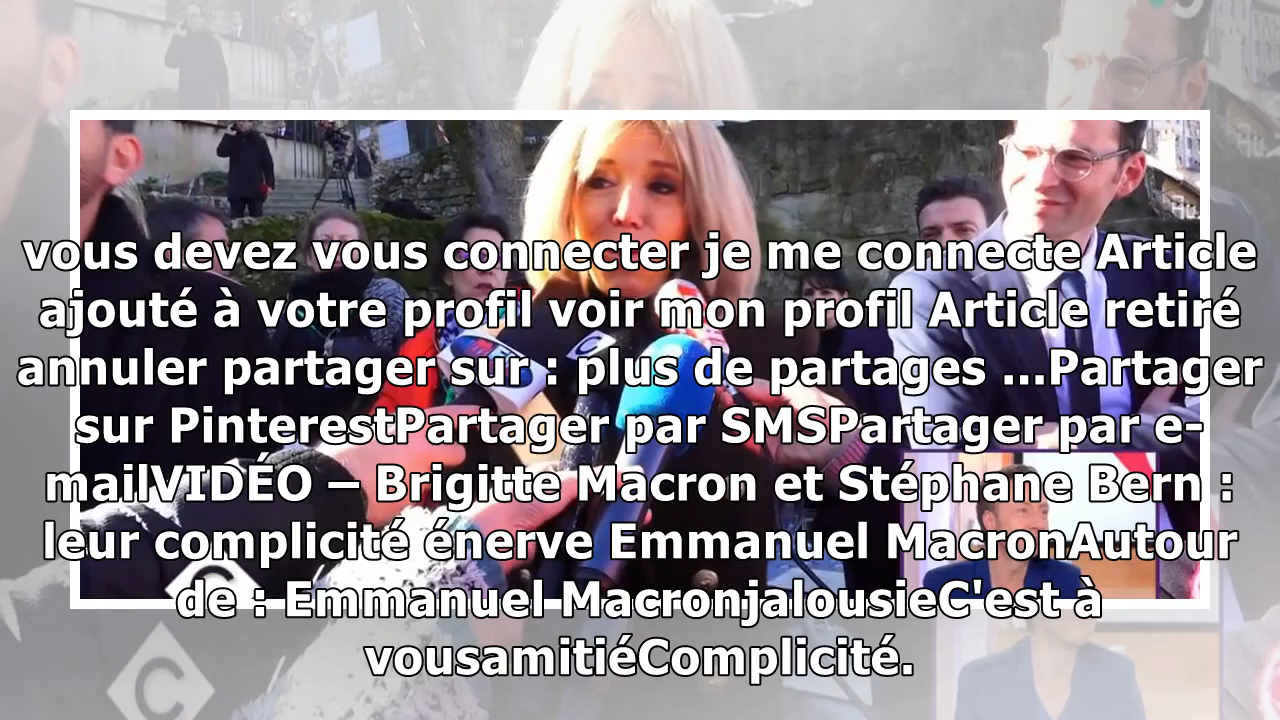 vous devez vous connecter je me connecte Article
ajouté à votre profil voir mon profil Article retiré
annuler partager sur : plus de partages ...Partager
sur PinterestPartager par SMSPartager par e-
mailVIDÉO – Brigitte Macron et Stéphane Bern :
leur complicité énerve Emmanuel MacronAutour
de : Emmanuel MacronjalousieC'est à
vousamitiéComplicité.